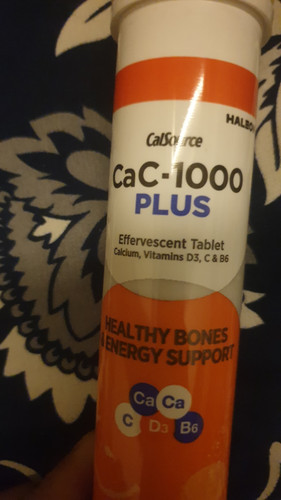 CalSource
CaC-1000
PLUS
Effervescent Tablet
Calcium, Vitamins D3, C & B6
HEALTHY BONES
& ENERGY SUPPORT
Ca Ca
C D3 B6